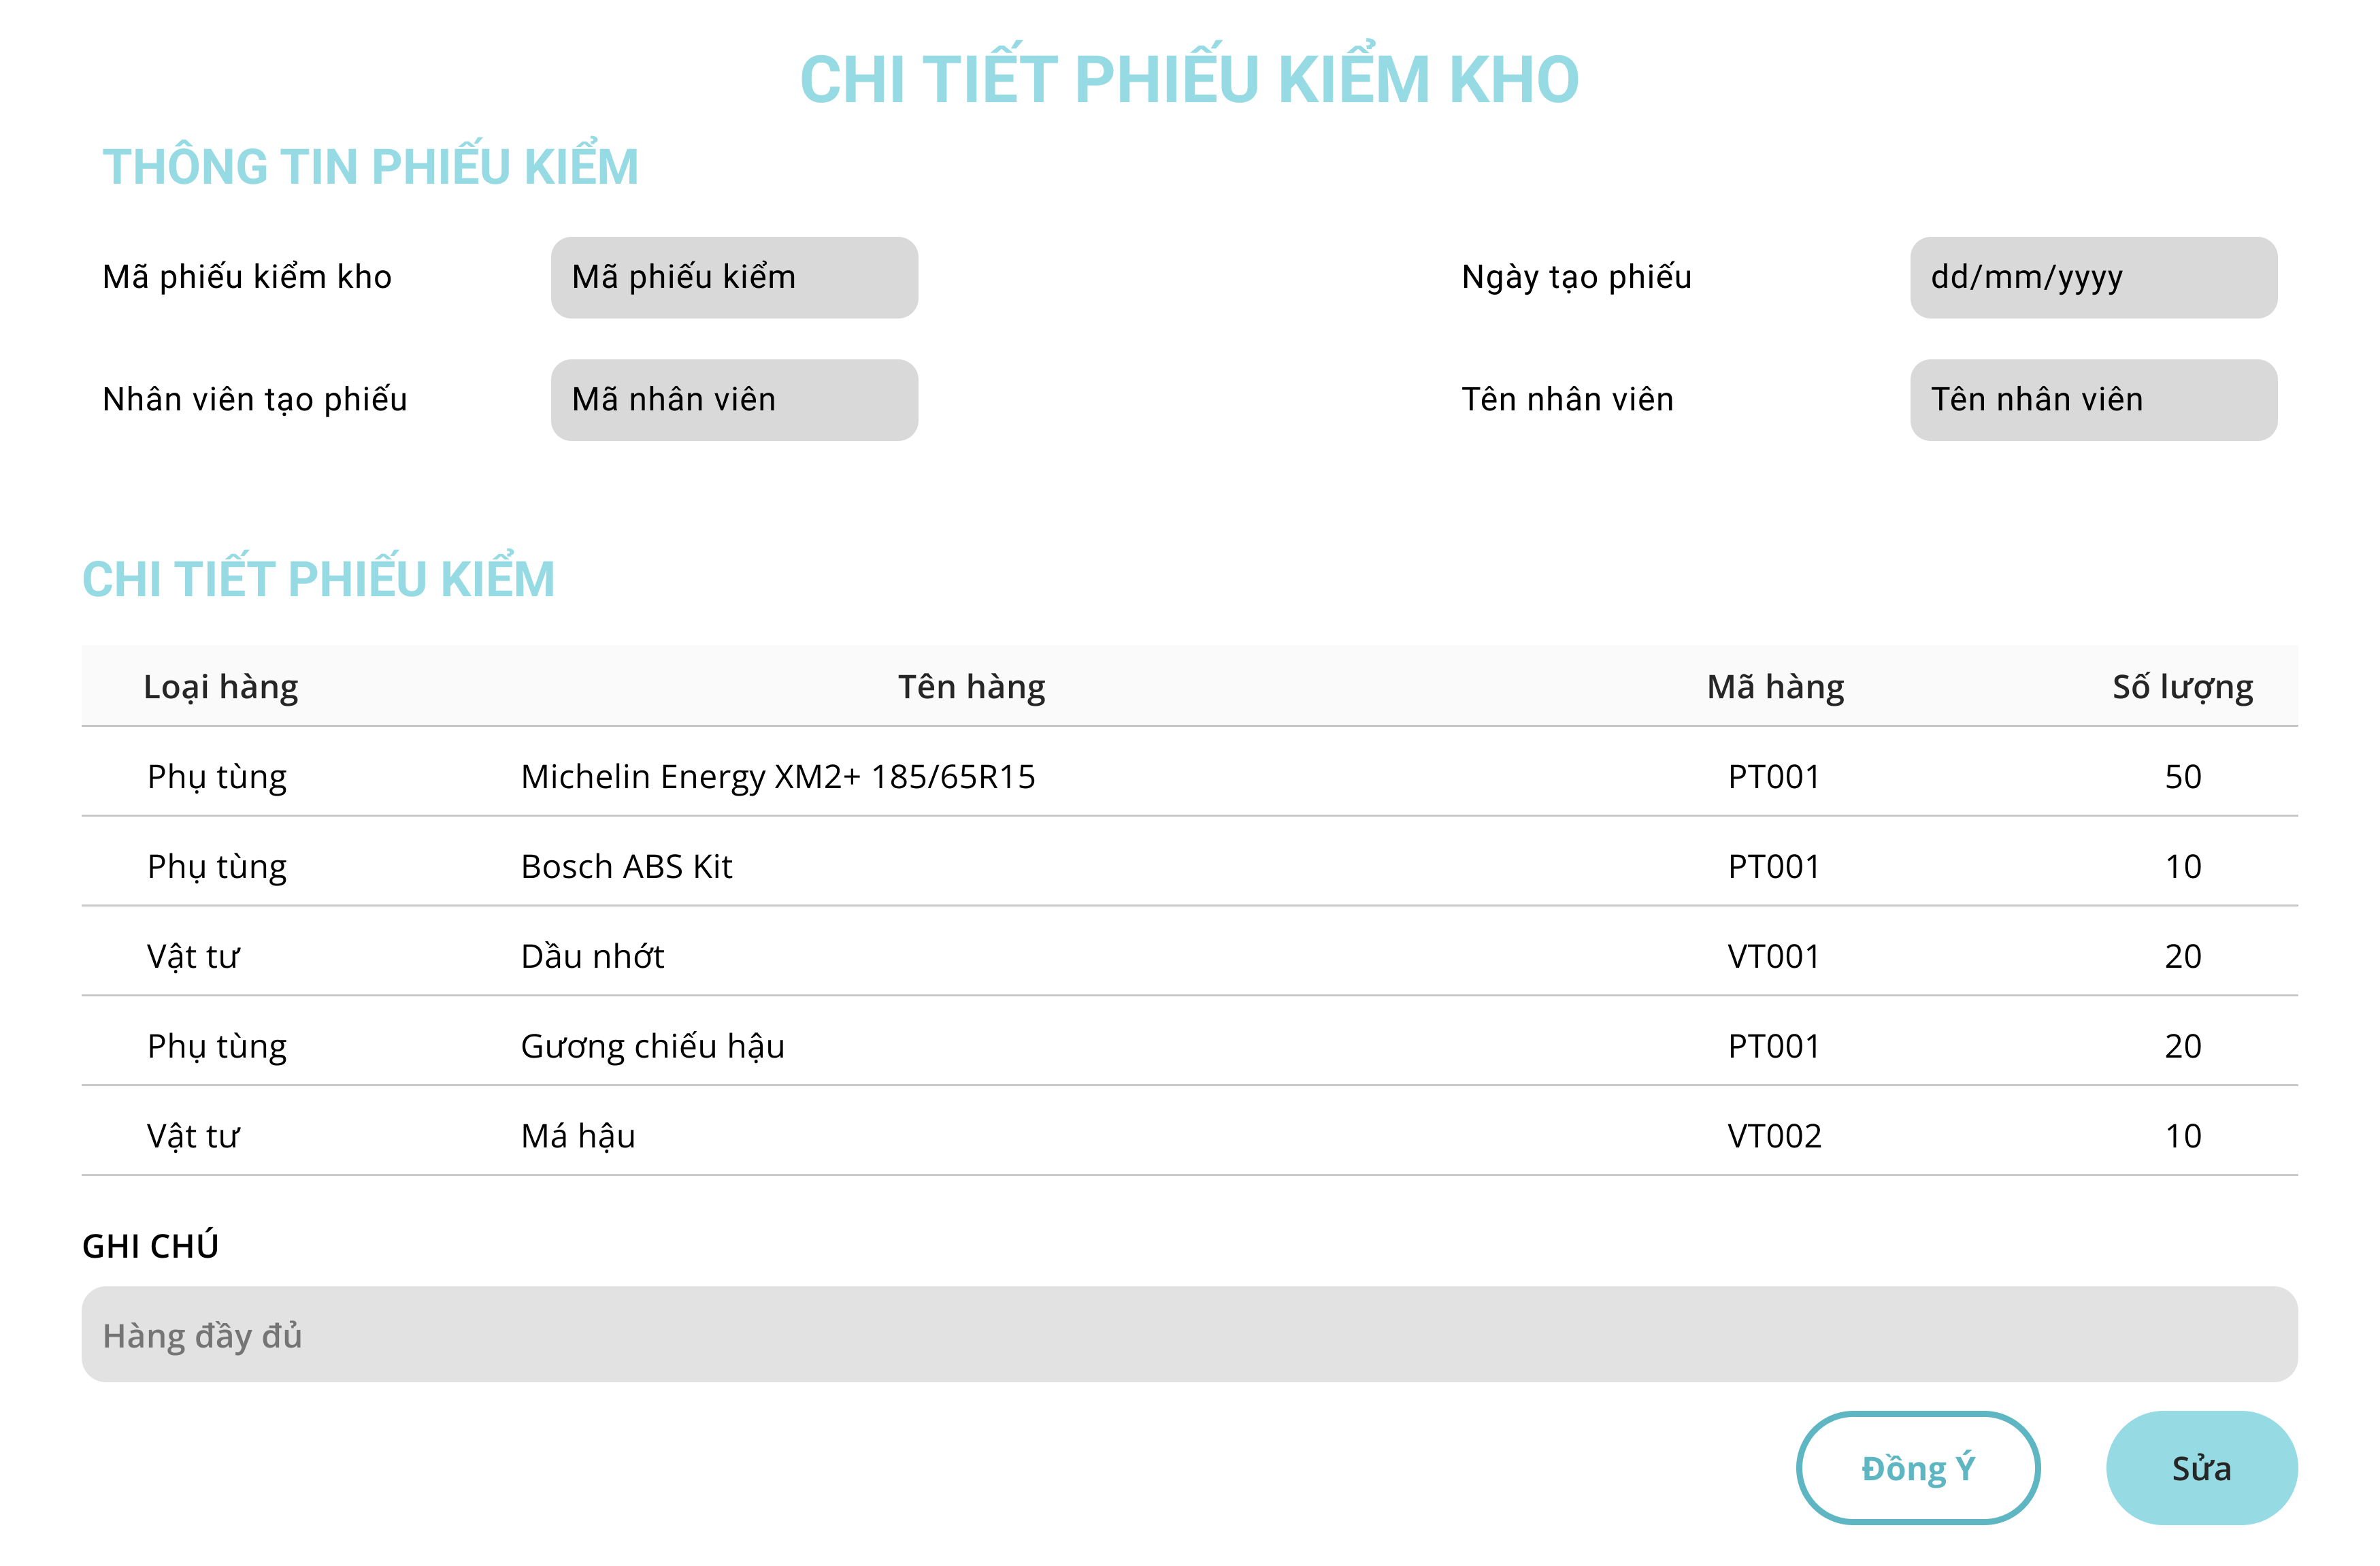 CHI TIẾT PHIẾU KIỂM KHO
THÔNG TIN PHIẾU KIỂM
Mã phiếu kiểm kho Mã phiếu kiểm Ngày tạo phiếu dd/mm/yyyy
Nhân viên tạo phiếu Mã nhân viên Tên nhân viên Tên nhân viên
CHI TIẾT PHIẾU KIỂM
Loại hàng Tên hàng Mã hàng Số lượng
Phụ tùng Michelin Energy XM2+ 185/65R15 PT001 50
Phụ tùng Bosch ABS Kit PT001 10
Vật tư Dầu nhớt VT001 20
Phụ tùng Gương chiếu hậu PT001 20
Vật tư Má hậu VT002 10
GHI CHÚ
Hàng đầy đủ
Đồng Ý Sửa